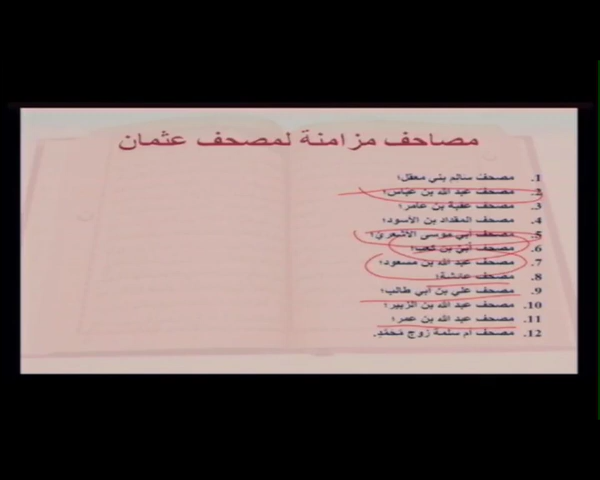 مصاحف مزامنة لمصحف عثمان
1. مصحف سالم بني معقل؛
2. مصحف عبد الله بن عباس؛
3. مصحف عقبة بن عامر؛
4. مصحف المقداد بن الأسود؛
5. مصحف أبي موسى الأشعري؛
6. مصحف أبي بن كعب؛
7. مصحف عبد الله بن مسعود؛
8. مصحف عائشة؛
9. مصحف علي بن أبي طالب؛
10. مصحف عبد الله بن الزبير؛
11. مصحف عبد الله بن عمر؛
12. مصحف أم سلمة زوج محمد.